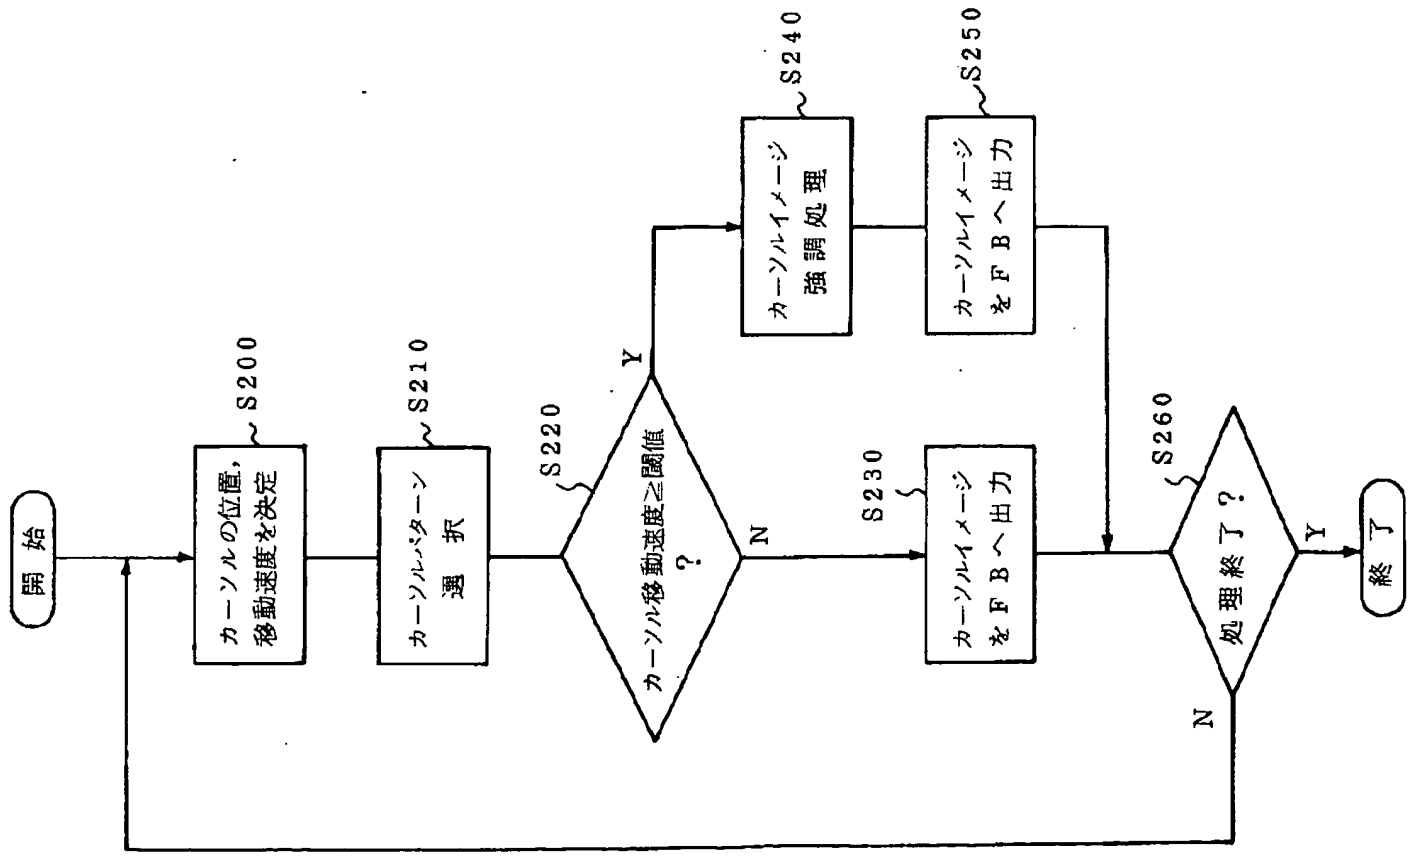 開始
カーソルの位置,
移動速度を決定
S200
カーソルパターン
選択
S210
カーソル移動速度≧閾値
?
S220
Y
N
カーソルイメージ
強調処理
S240
カーソルイメージ
をFBへ出力
S250
カーソルイメージ
をFBへ出力
S230
処理終了?
S260
N
Y
終了